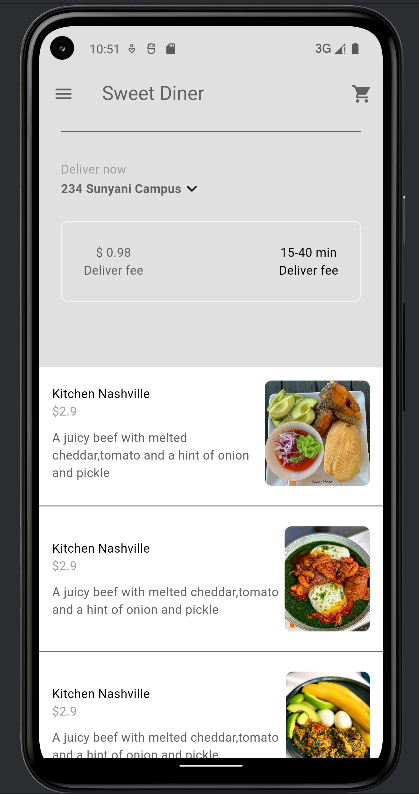 10:51
3G
Sweet Diner
Deliver now
234 Sunyani Campus
$ 0.98
Deliver fee
15-40 min
Deliver fee
Kitchen Nashville
$2.9
A juicy beef with melted
cheddar,tomato and a hint of onion
and pickle
Kitchen Nashville
$2.9
A juicy beef with melted cheddar,tomato
and a hint of onion and pickle
Kitchen Nashville
$2.9
A juicy beef with melted cheddar,tomato
and a hint of onion and pickle